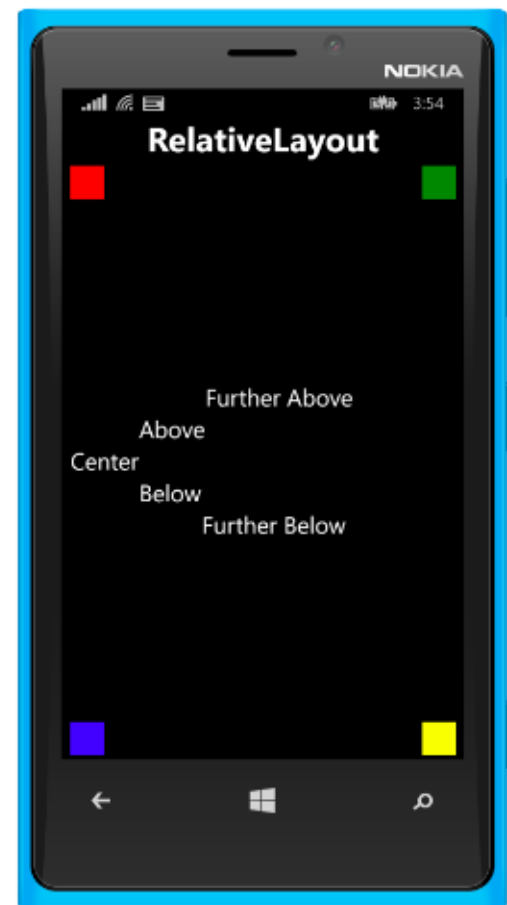 NOKIA
3:54
RelativeLayout
Further Above
Above
Center
Below
Further Below